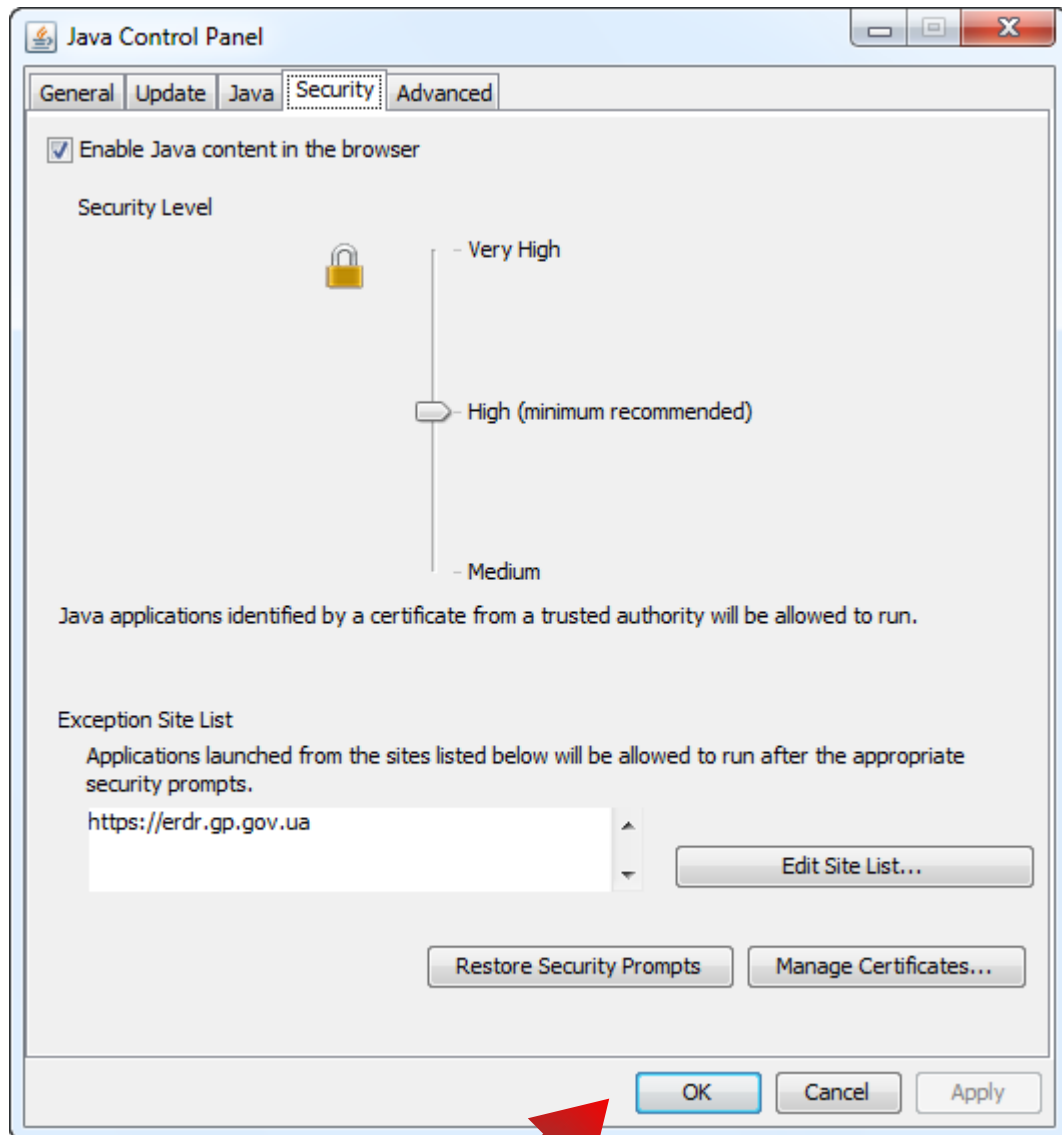 Java Control Panel
General Update Java Security Advanced
Enable Java content in the browser
Security Level
Very High
High (minimum recommended)
Medium
Java applications identified by a certificate from a trusted authority will be allowed to run.
Exception Site List
Applications launched from the sites listed below will be allowed to run after the appropriate
security prompts.
https://erdr.gp.gov.ua
Edit Site List...
Restore Security Prompts Manage Certificates...
OK Cancel Apply